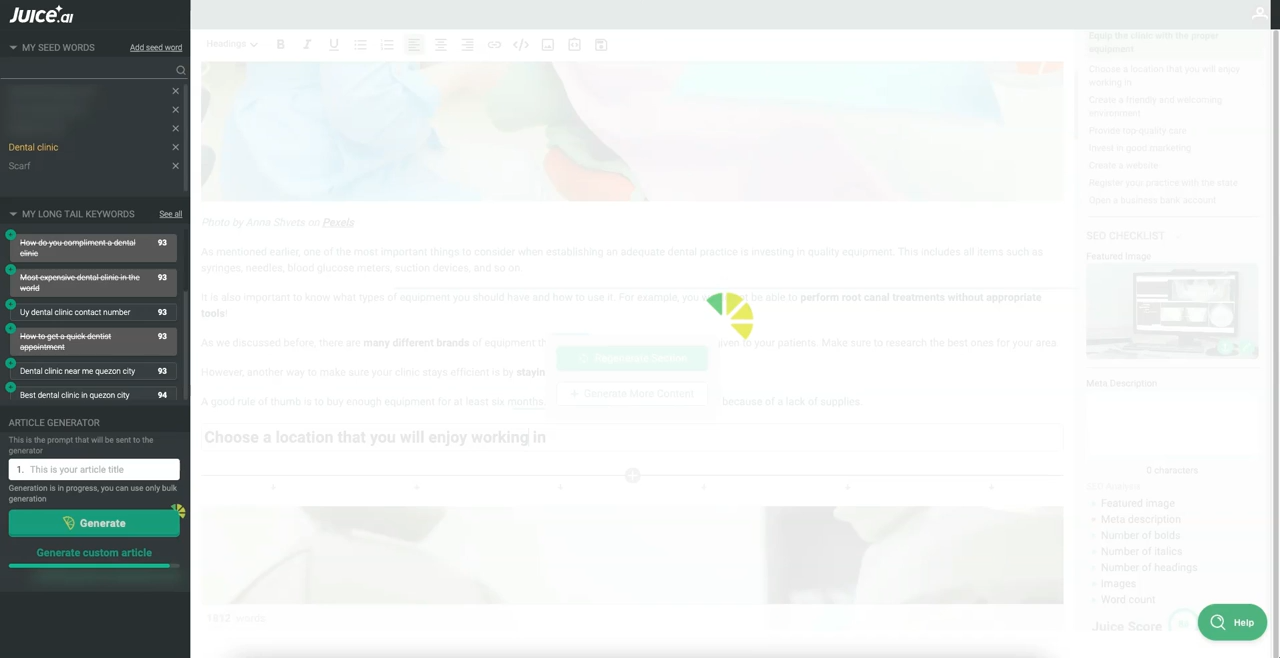 Juice.ai
MY SEED WORDS
Add seed word
Dental clinic
Scarf
MY LONG TAIL KEYWORDS
See all
How do you compliment a dental
clinic
93
Most expensive dental clinic in the
world
93
Uy dental clinic contact number
93
How to get a quick dentist
appointment
93
Dental clinic near me quezon city
93
Best dental clinic in quezon city
94
ARTICLE GENERATOR
This is the prompt that will be sent to the
generator
1. This is your article title
Generation is in progress, you can use only bulk
generation
Generate
Generate custom article
Headings
B I U
Photo by Anna Shvets on Pexels
As mentioned earlier, one of the most important things to consider when establishing an adequate dental practice is investing in quality equipment. This includes all items such as
syringes, needles, blood glucose meters, suction devices, and so on
It is also important to know what types of equipment you should have and how to use it. For example, you be able to perform root canal treatments without appropriate
tools!
As we discussed before, there are many different brands of equipment to your patients. Make sure to research the best ones for your area
However, another way to make sure your clinic stays efficient is by
A good rule of thumb is to buy enough equipment for at least six months because of a lack of supplies.
+ Generate More Content
Choose a location that you will enjoy working in
1832 words
Equip the clinic with the proper
equipment
Choose a location that you will enjoy
working in
Create a friendly and welcoming
environment
Provide top-quality care
Invest in good marketing
Create a website
Register your practice with the state
Open a business bank account
SEO CHECKLIST
Featured Image
Meta Description
0 characters
Featured image
Meta description
Number of bolds
Number of italics
Number of headings
Images
Word count
Juice Score
Help